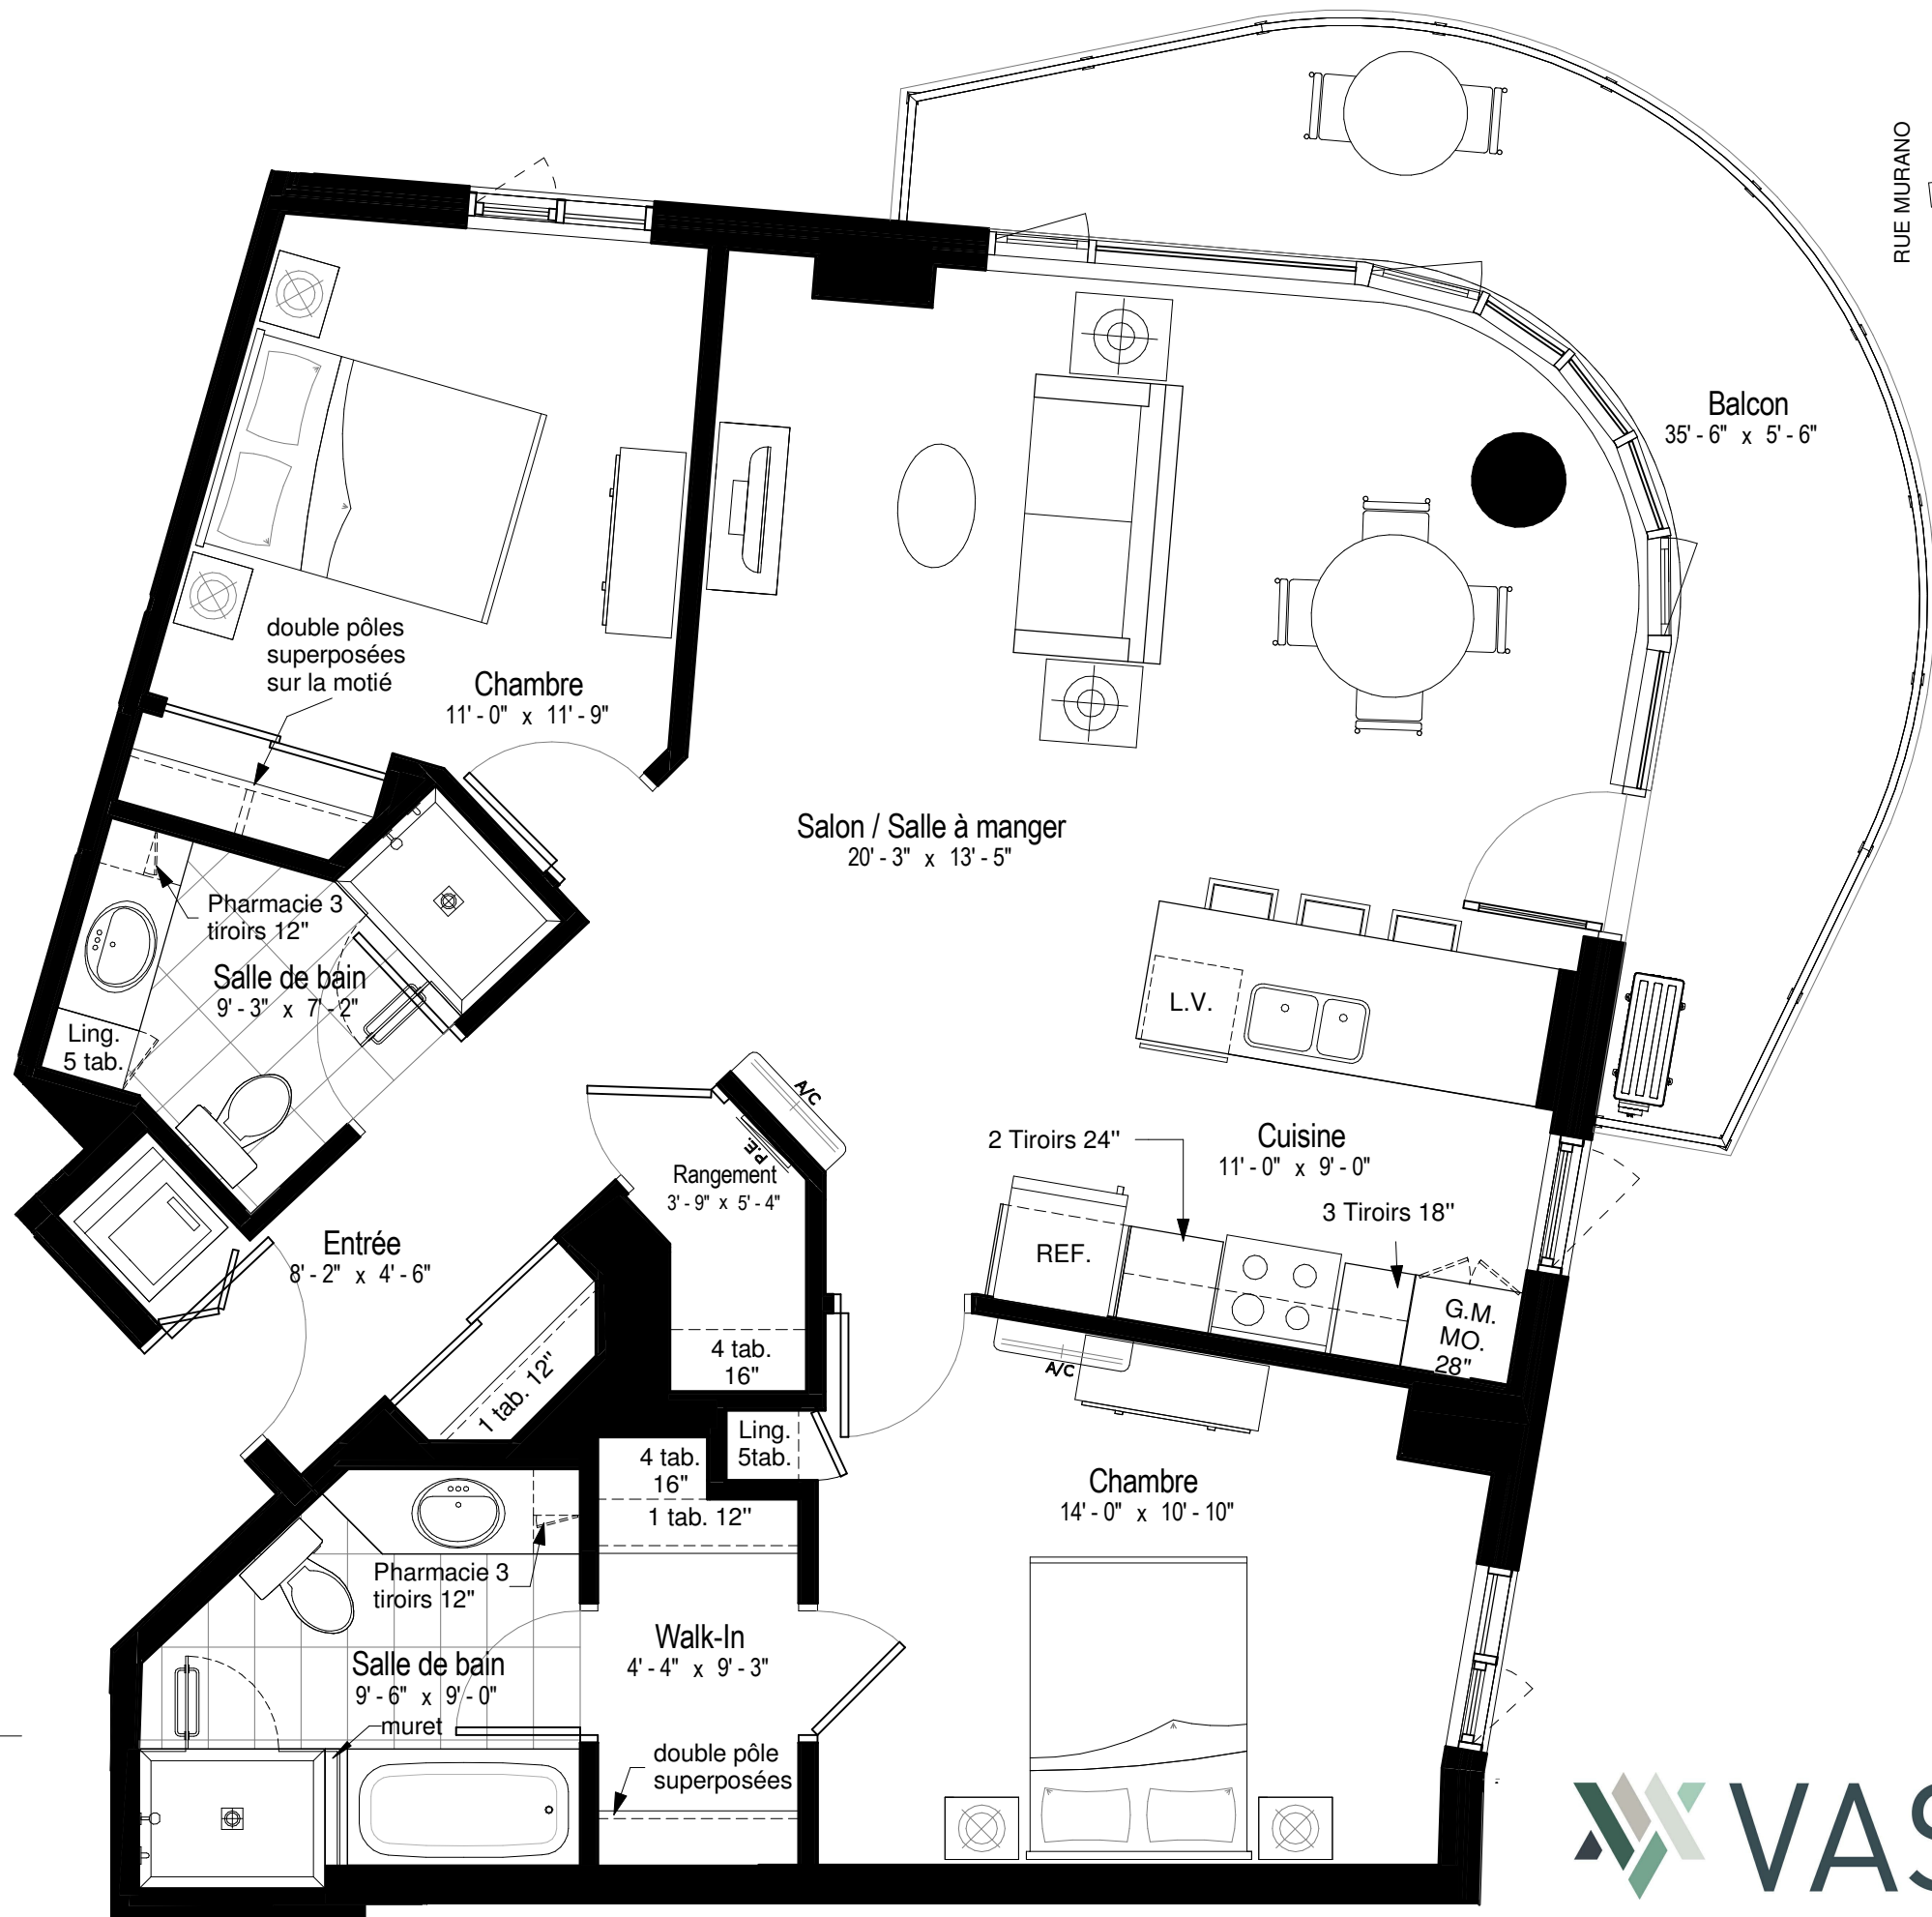 RUE MURANO
Balcon
35' - 6" x 5' - 6"
double pôles
superposées
sur la motié
Chambre
11' - 0" x 11' - 9"
Salon / Salle à manger
20' - 3" x 13' - 5"
Pharmacie 3
tiroirs 12"
Salle de bain
9' - 3" x 7' - 2"
Ling.
5 tab.
L.V.
A/C
P.E.
Rangement
3' - 9" x 5' - 4"
2 Tiroirs 24"
Cuisine
11' - 0" x 9' - 0"
3 Tiroirs 18"
Entrée
8' - 2" x 4' - 6"
REF.
G.M.
MO.
28"
4 tab.
16"
A/C
1 tab. 12"
Ling.
5tab.
4 tab.
16"
1 tab. 12"
Chambre
14' - 0" x 10' - 10"
Pharmacie 3
tiroirs 12"
Walk-In
4' - 4" x 9' - 3"
Salle de bain
9' - 6" x 9' - 0"
muret
double pôle
superposées
VAS